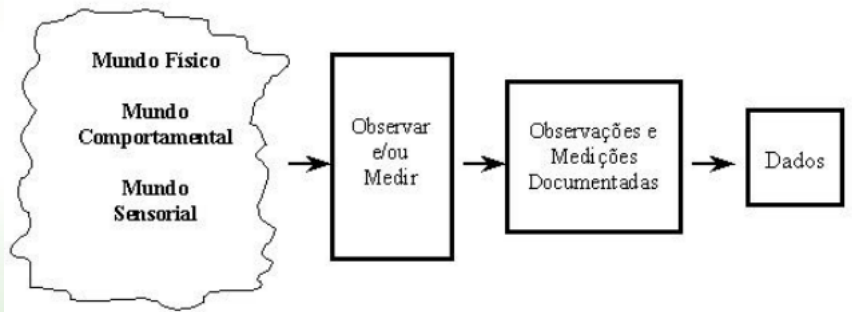 Mundo Físico
Mundo
Comportamental
Mundo
Sensorial
Observar
e/ou
Medir
Observações e
Medições
Documentadas
Dados